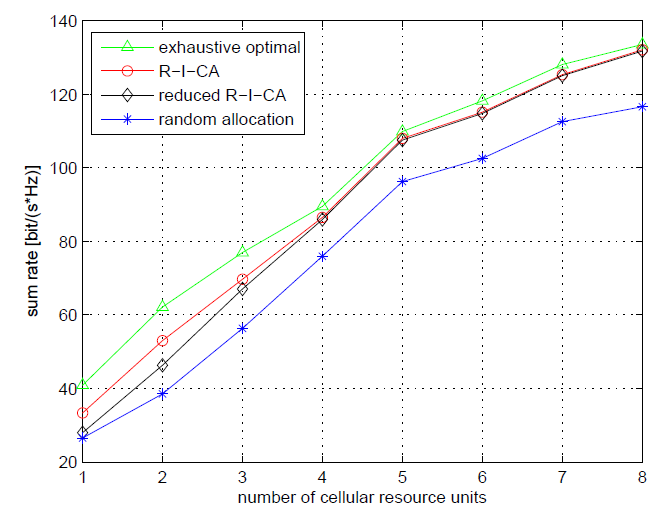 140
120
100
80
60
40
20
exhaustive optimal
R−I−CA
reduced R−I−CA
random allocation
sum rate [bit/(s*Hz)]
1 2 3 4 5 6 7 8
number of cellular resource units